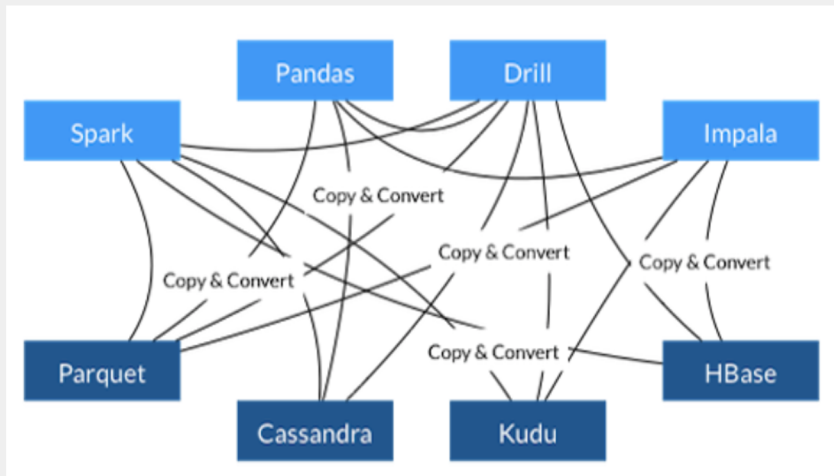 Pandas
Drill
Spark
Impala
Copy & Convert
Copy & Convert
Copy & Convert
Copy & Convert
Copy & Convert
Parquet
HBase
Cassandra
Kudu